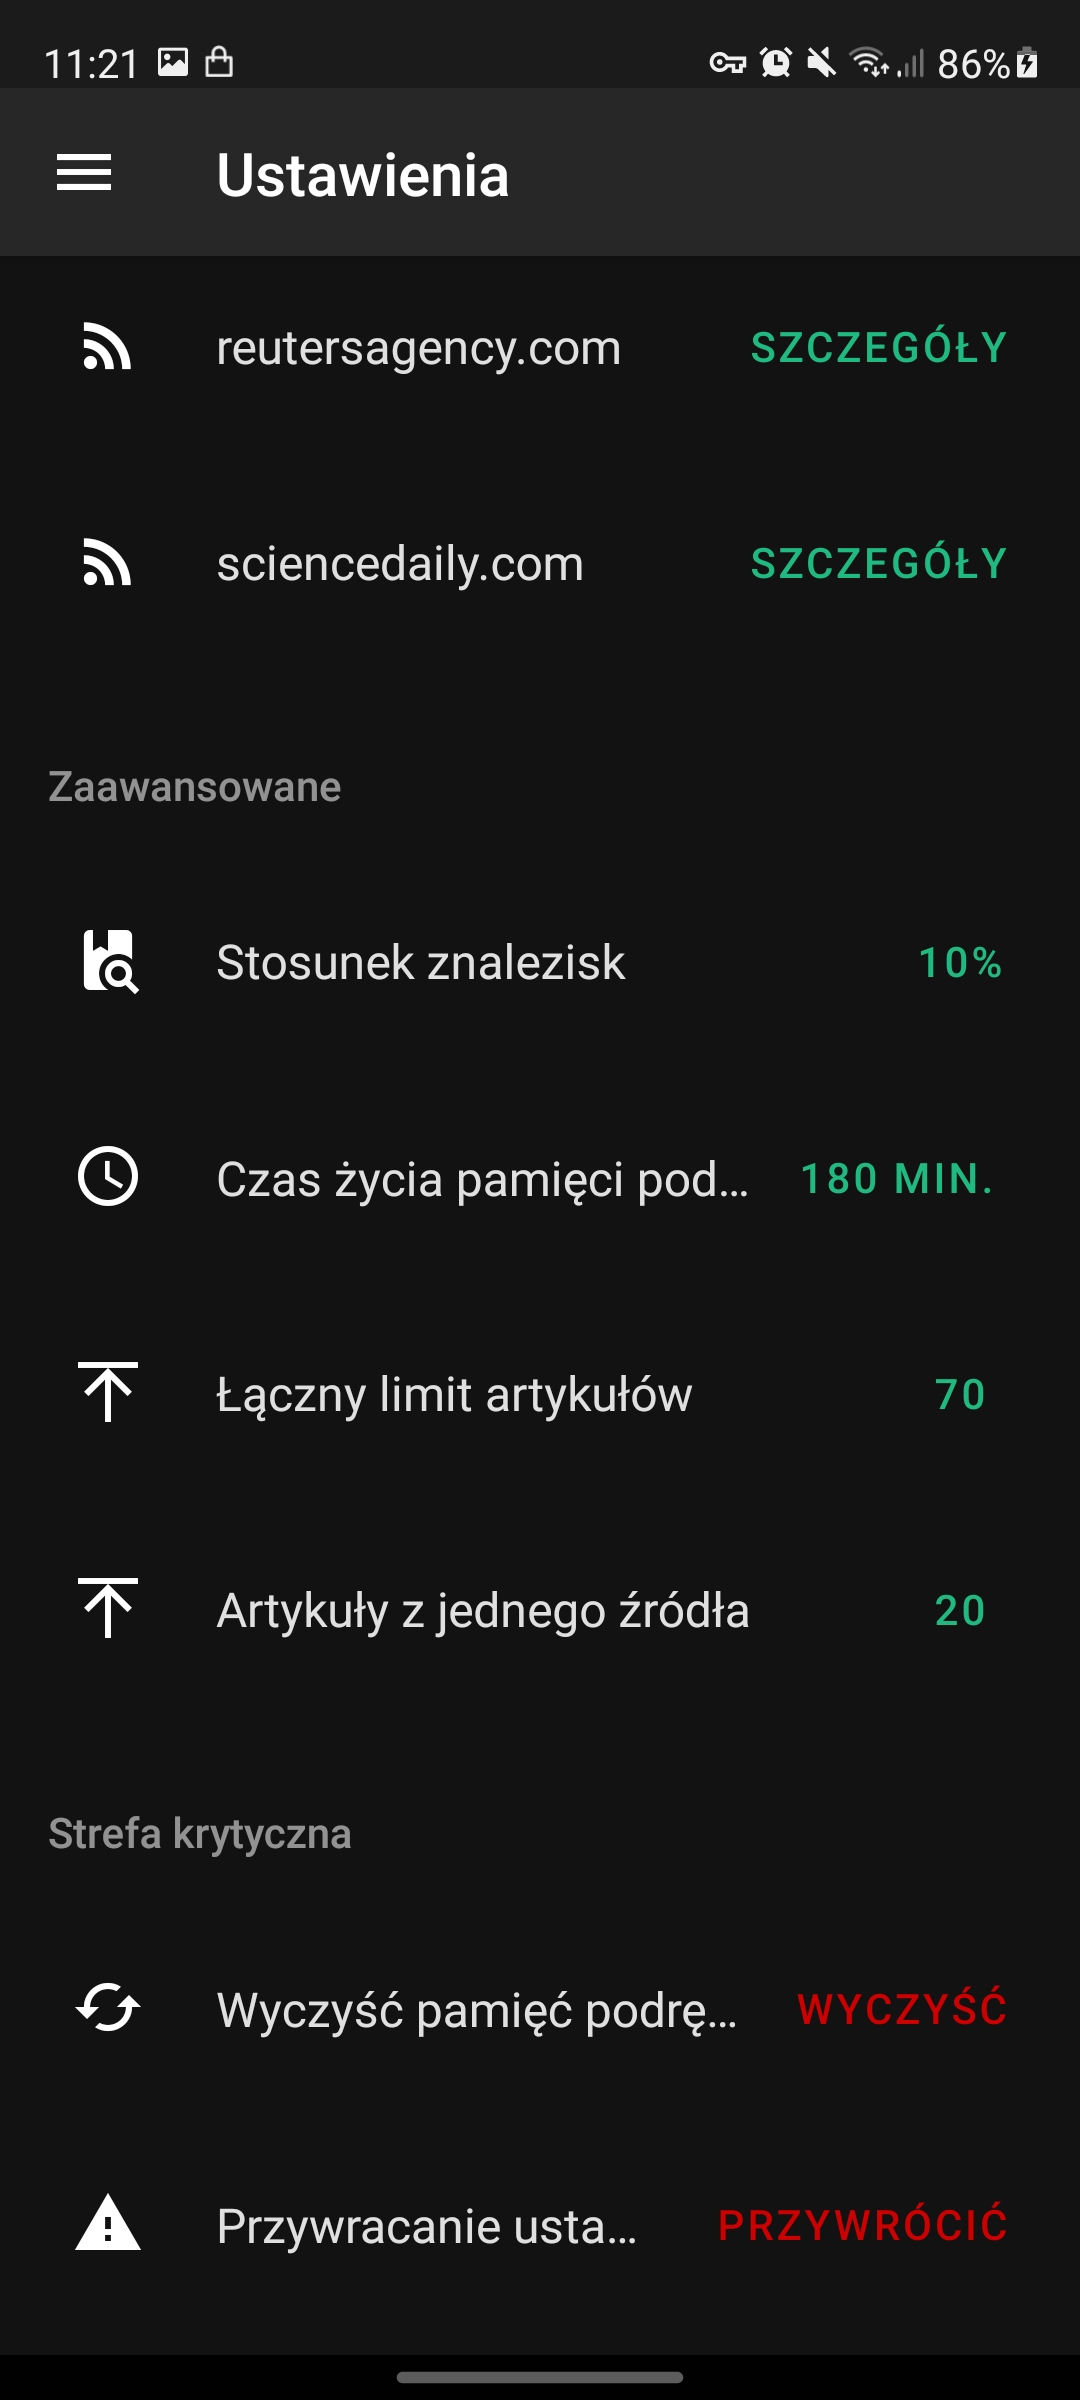 11:21 86%
Ustawienia
reutersagency.com SZCZEGÓŁY
sciencedaily.com SZCZEGÓŁY
Zaawansowane
Stosunek znalezisk 10%
Czas życia pamięci pod… 180 MIN.
Łączny limit artykułów 70
Artykuły z jednego źródła 20
Strefa krytyczna
Wyczyść pamięć podrę… WYCZYŚĆ
Przywracanie usta… PRZYWRÓCIĆ